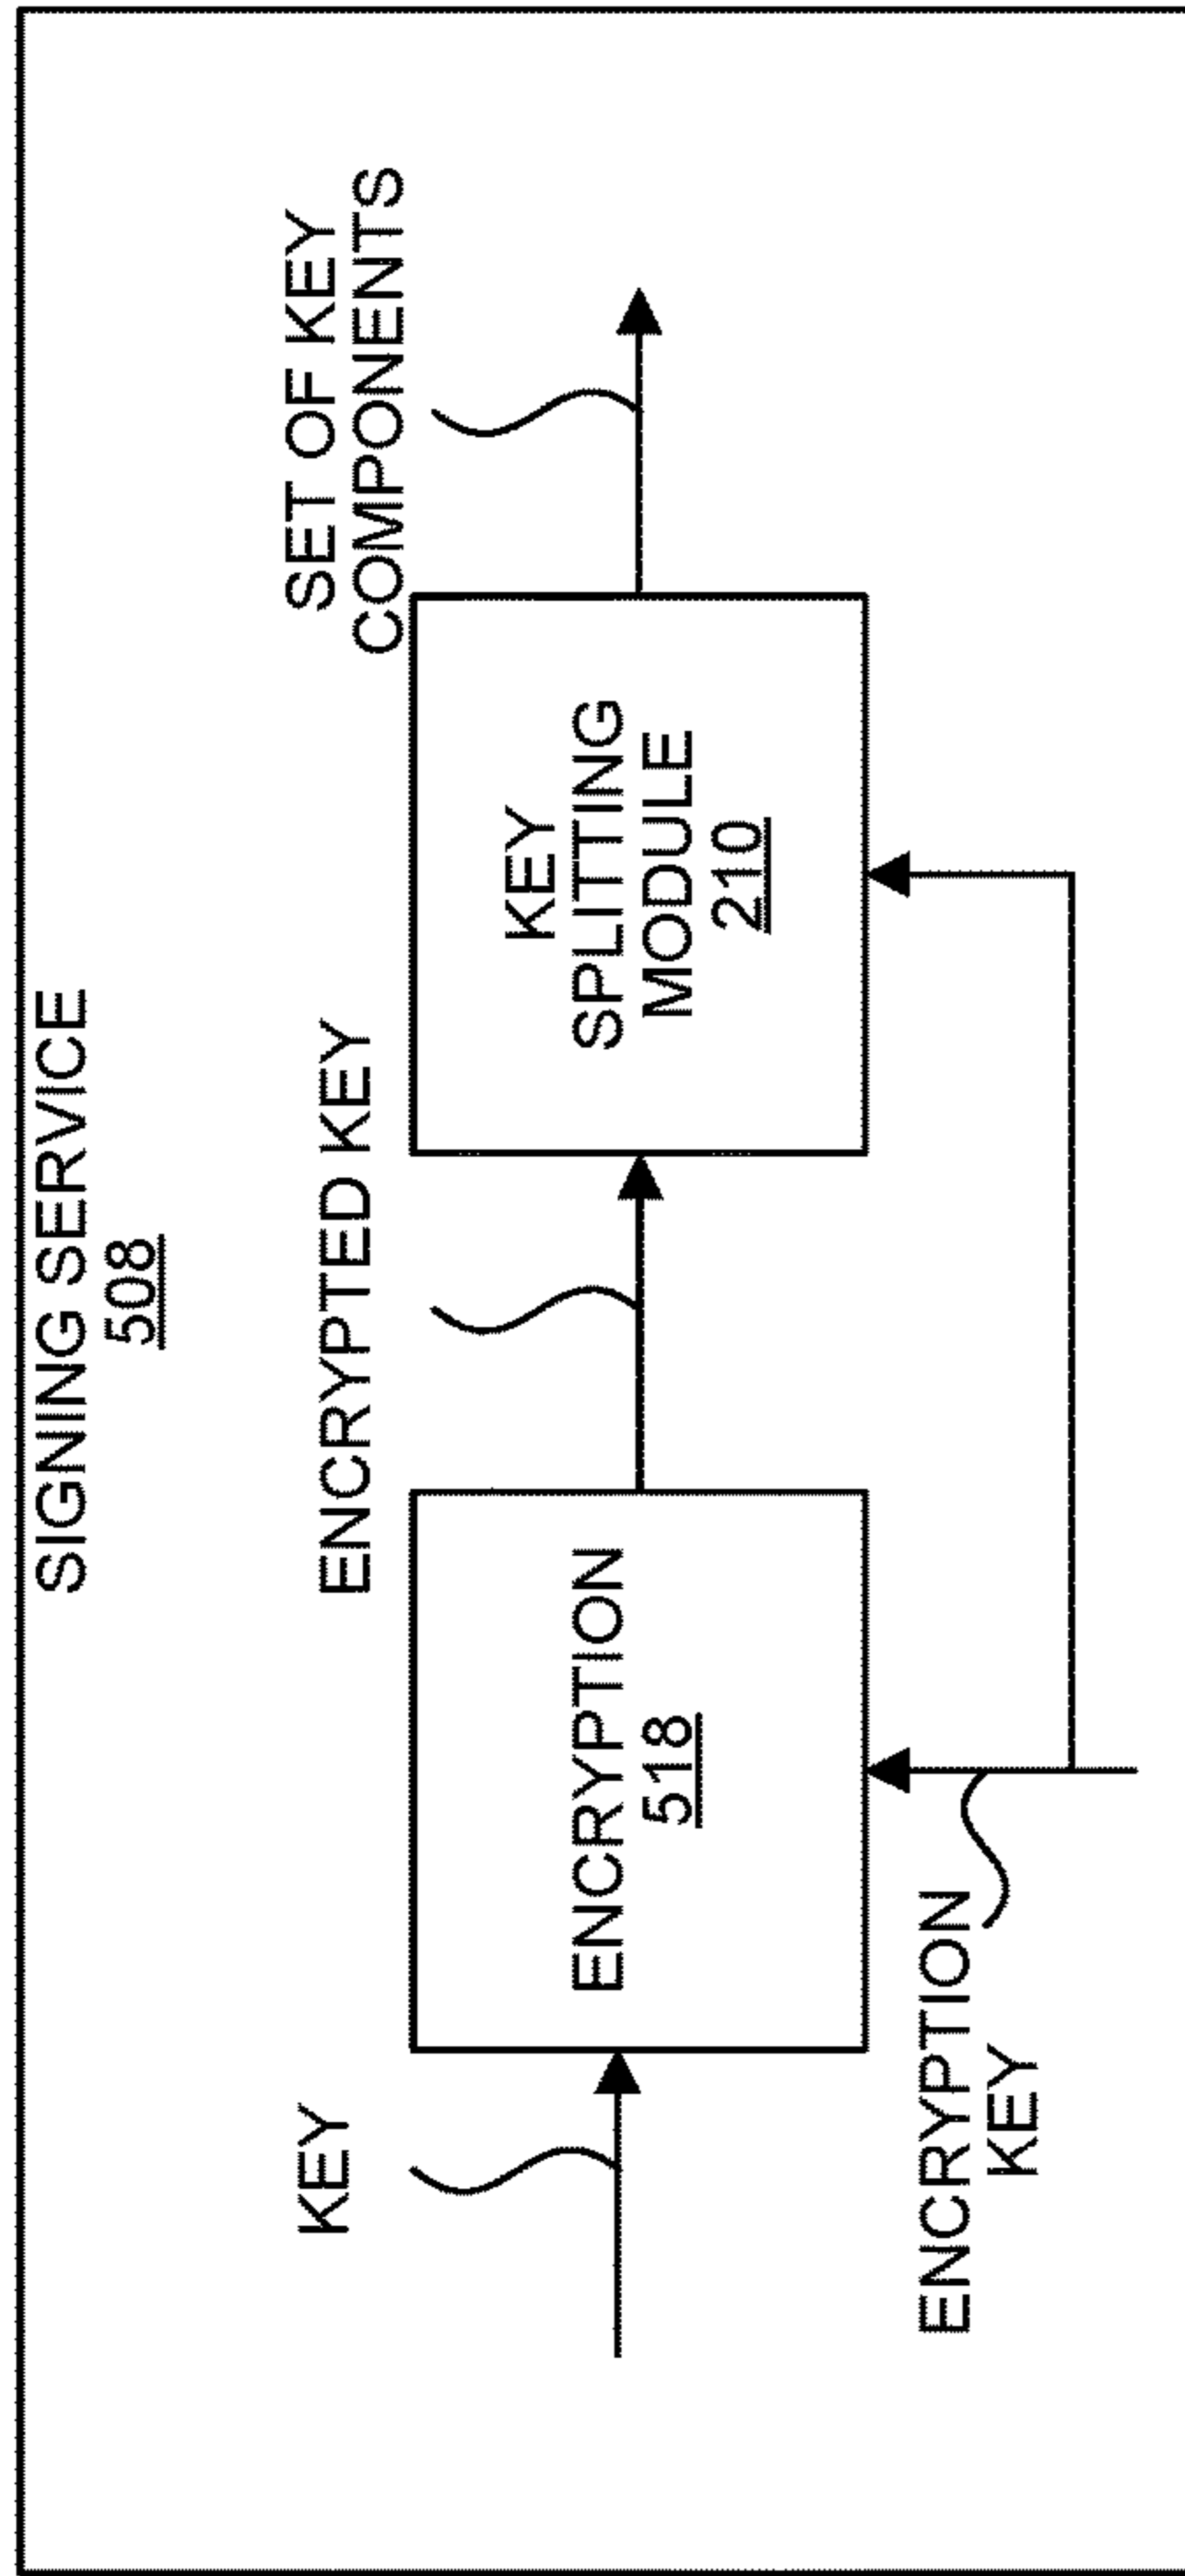 SIGNING SERVICE
508
KEY
ENCRYPTED KEY
SET OF KEY
COMPONENTS
ENCRYPTION
518
KEY
SPLITTING
MODULE
210
ENCRYPTION
KEY